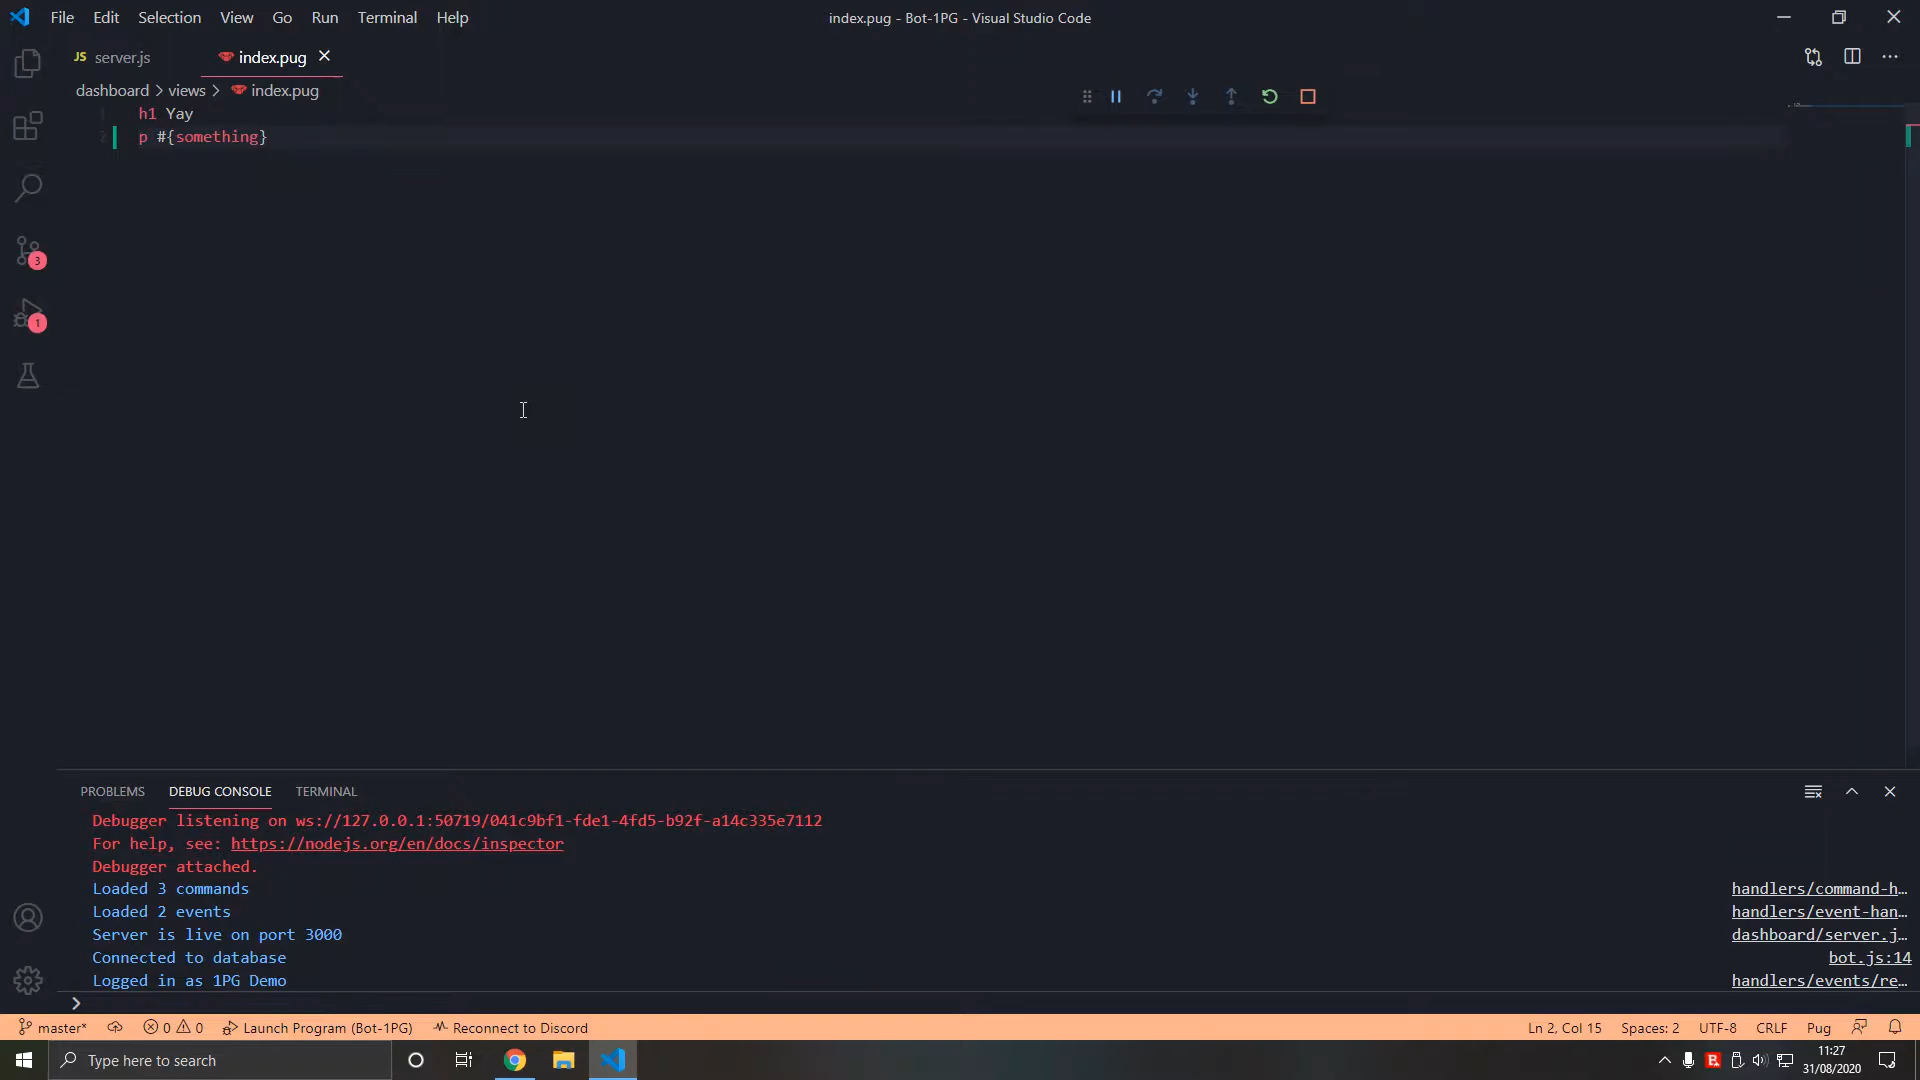 File Edit Selection View Go Run Terminal Help
index.pug - Bot-1PG - Visual Studio Code
JS server.js
index.pug
dashboard > views > index.pug
1 h1 Yay
2 p #{something}
3
1
PROBLEMS DEBUG CONSOLE TERMINAL
Debugger listening on ws://127.0.0.1:50719/041c9bf1-fde1-4fd5-b92f-a14c335e7112
For help, see: https://nodejs.org/en/docs/inspector
Debugger attached.
Loaded 3 commands handlers/command-h…
Loaded 2 events handlers/event-han…
Server is live on port 3000 dashboard/server.j…
Connected to database bot.js:14
Logged in as 1PG Demo handlers/events/re…
master* 0 0 Launch Program (Bot-1PG) Reconnect to Discord
Ln 2, Col 15 Spaces: 2 UTF-8 CRLF Pug
Type here to search
11:27
31/08/2020